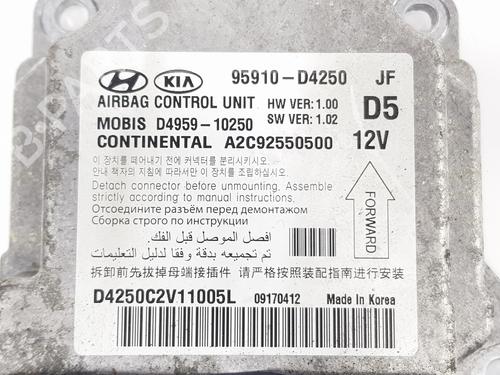 HYUNDAI KIA 95910-D4250 JF
AIRBAG CONTROL UNIT HW VER: 1.00 D5
MOBIS D4959-10250 SW VER: 1.02
CONTINENTAL A2C92550500 12V
이 장치를 떼어내기 전에 커넥터를 분리시키시오.
안내 책자의 지침에 따라서만 이 장치를 조립하십시오.
Detach connector before unmounting, Assemble
strictly according to manual instructions.
Отсоедините разъём перед демонтажом
Сборка строго по инструкции
افصل الموصل قبل الفك.
تم تجميعه بدقة وفقا لدليل التعليمات
拆卸前先拔掉母端接插件 请严格按照装配指南进行安装
FORWARD
D4250C2V11005L 09170412 Made In Korea